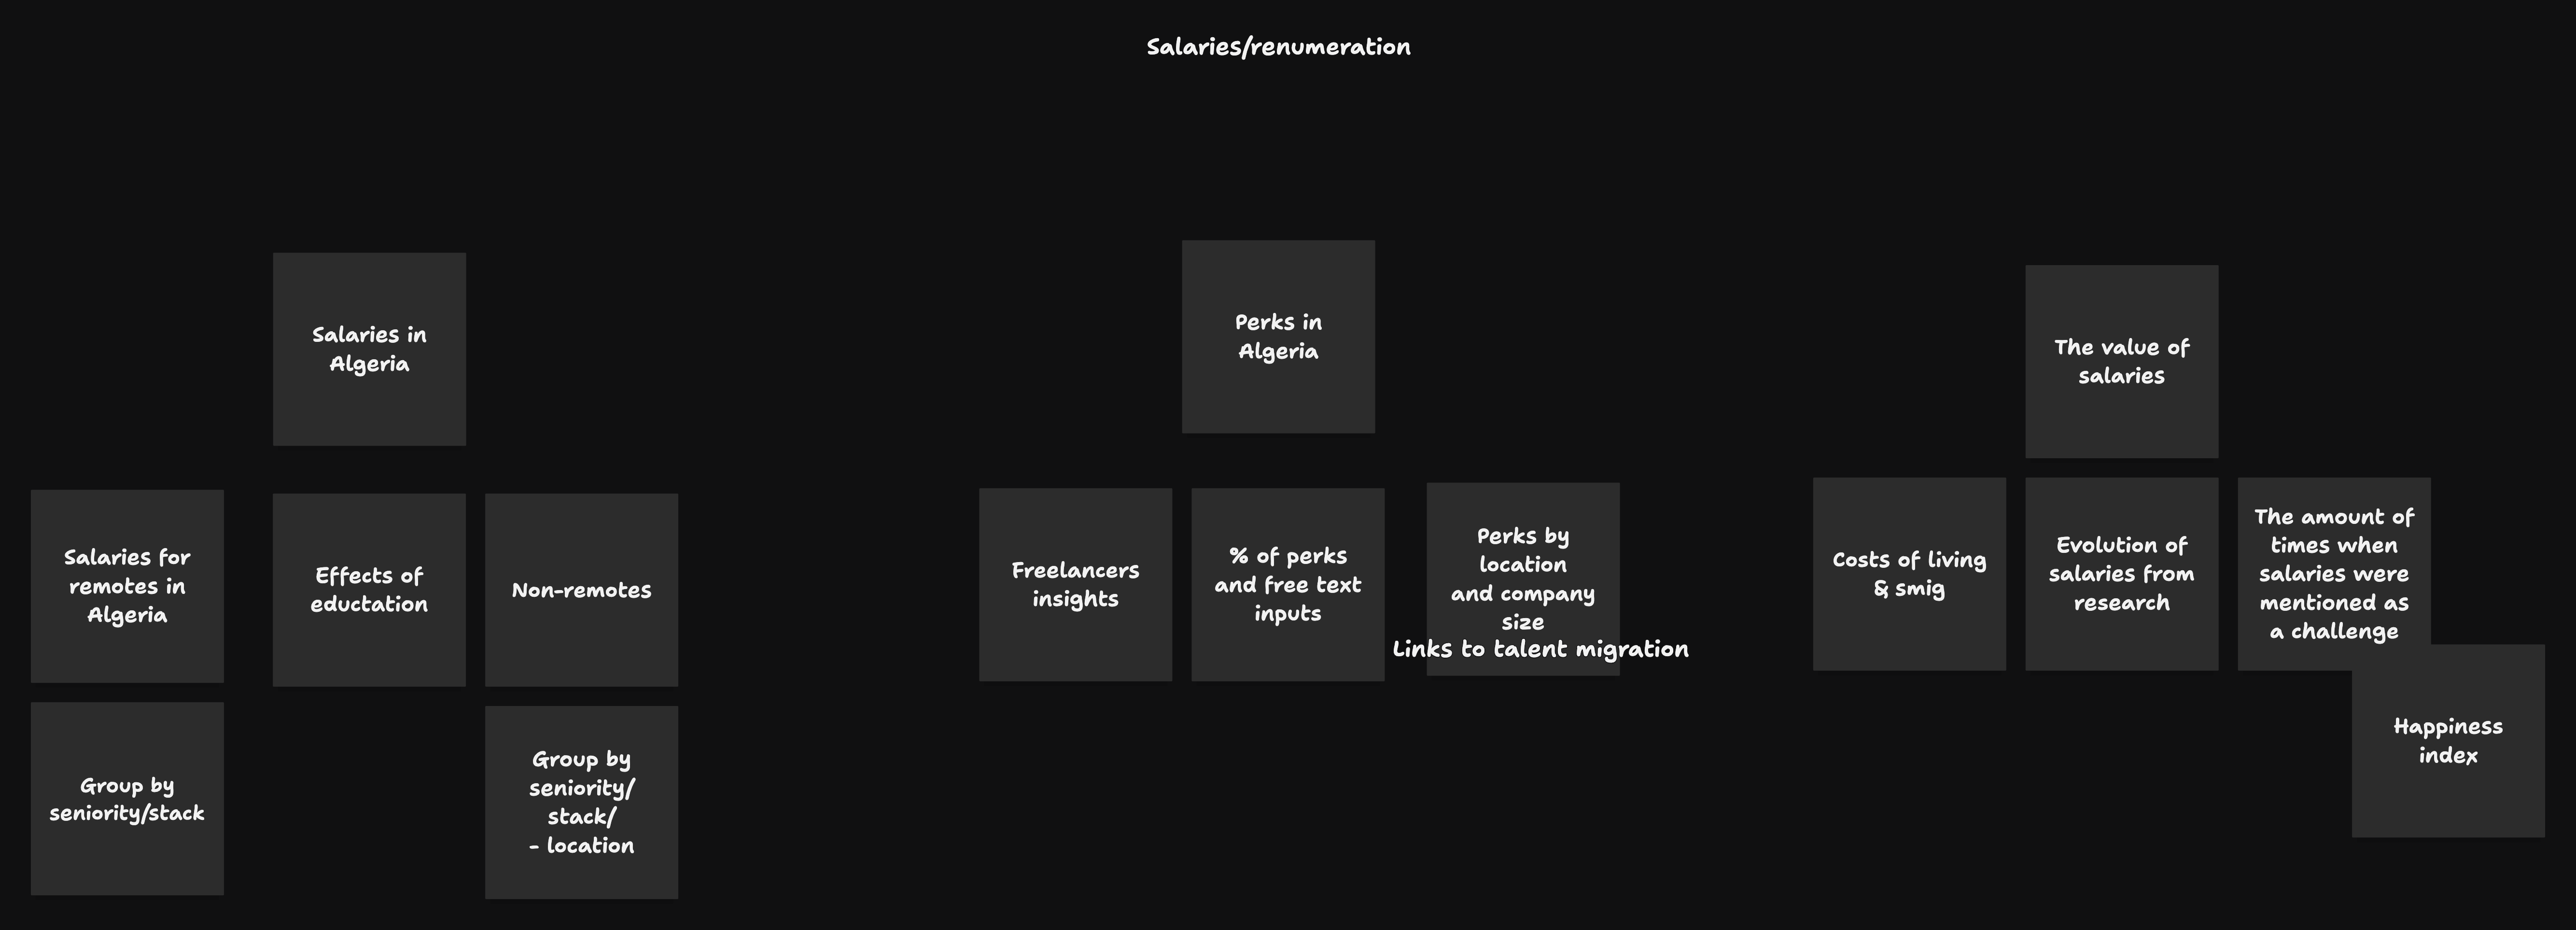 Salaries/renumeration
Salaries in
Algeria
Perks in
Algeria
The value of
salaries
Salaries for
remotes in
Algeria
Effects of
eductation
Non-remotes
Freelancers
insights
% of perks
and free text
inputs
Perks by
location
and company
size
Links to talent migration
Costs of living
& smig
Evolution of
salaries from
research
The amount of
times when
salaries were
mentioned as
a challenge
Group by
seniority/stack
Group by
seniority/
stack/
- location
Happiness
index